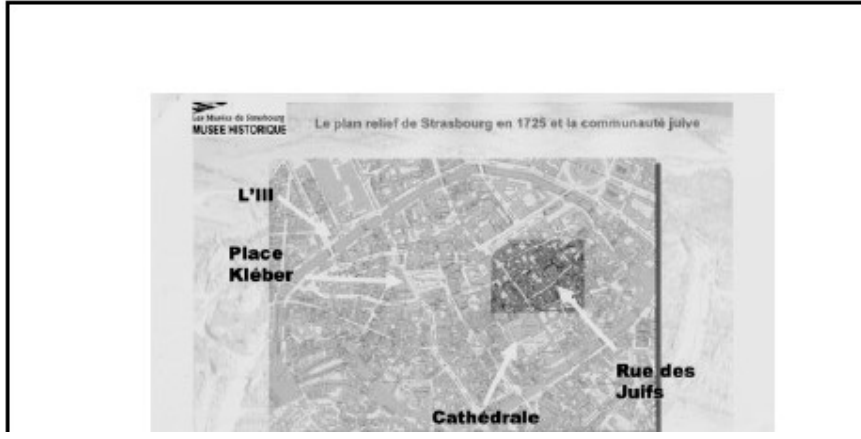 Les Musées de Strasbourg
MUSEE HISTORIQUE
Le plan relief de Strasbourg en 1725 et la communauté juive
L'Ill
Place
Kléber
Rue des
Juifs
Cathédrale